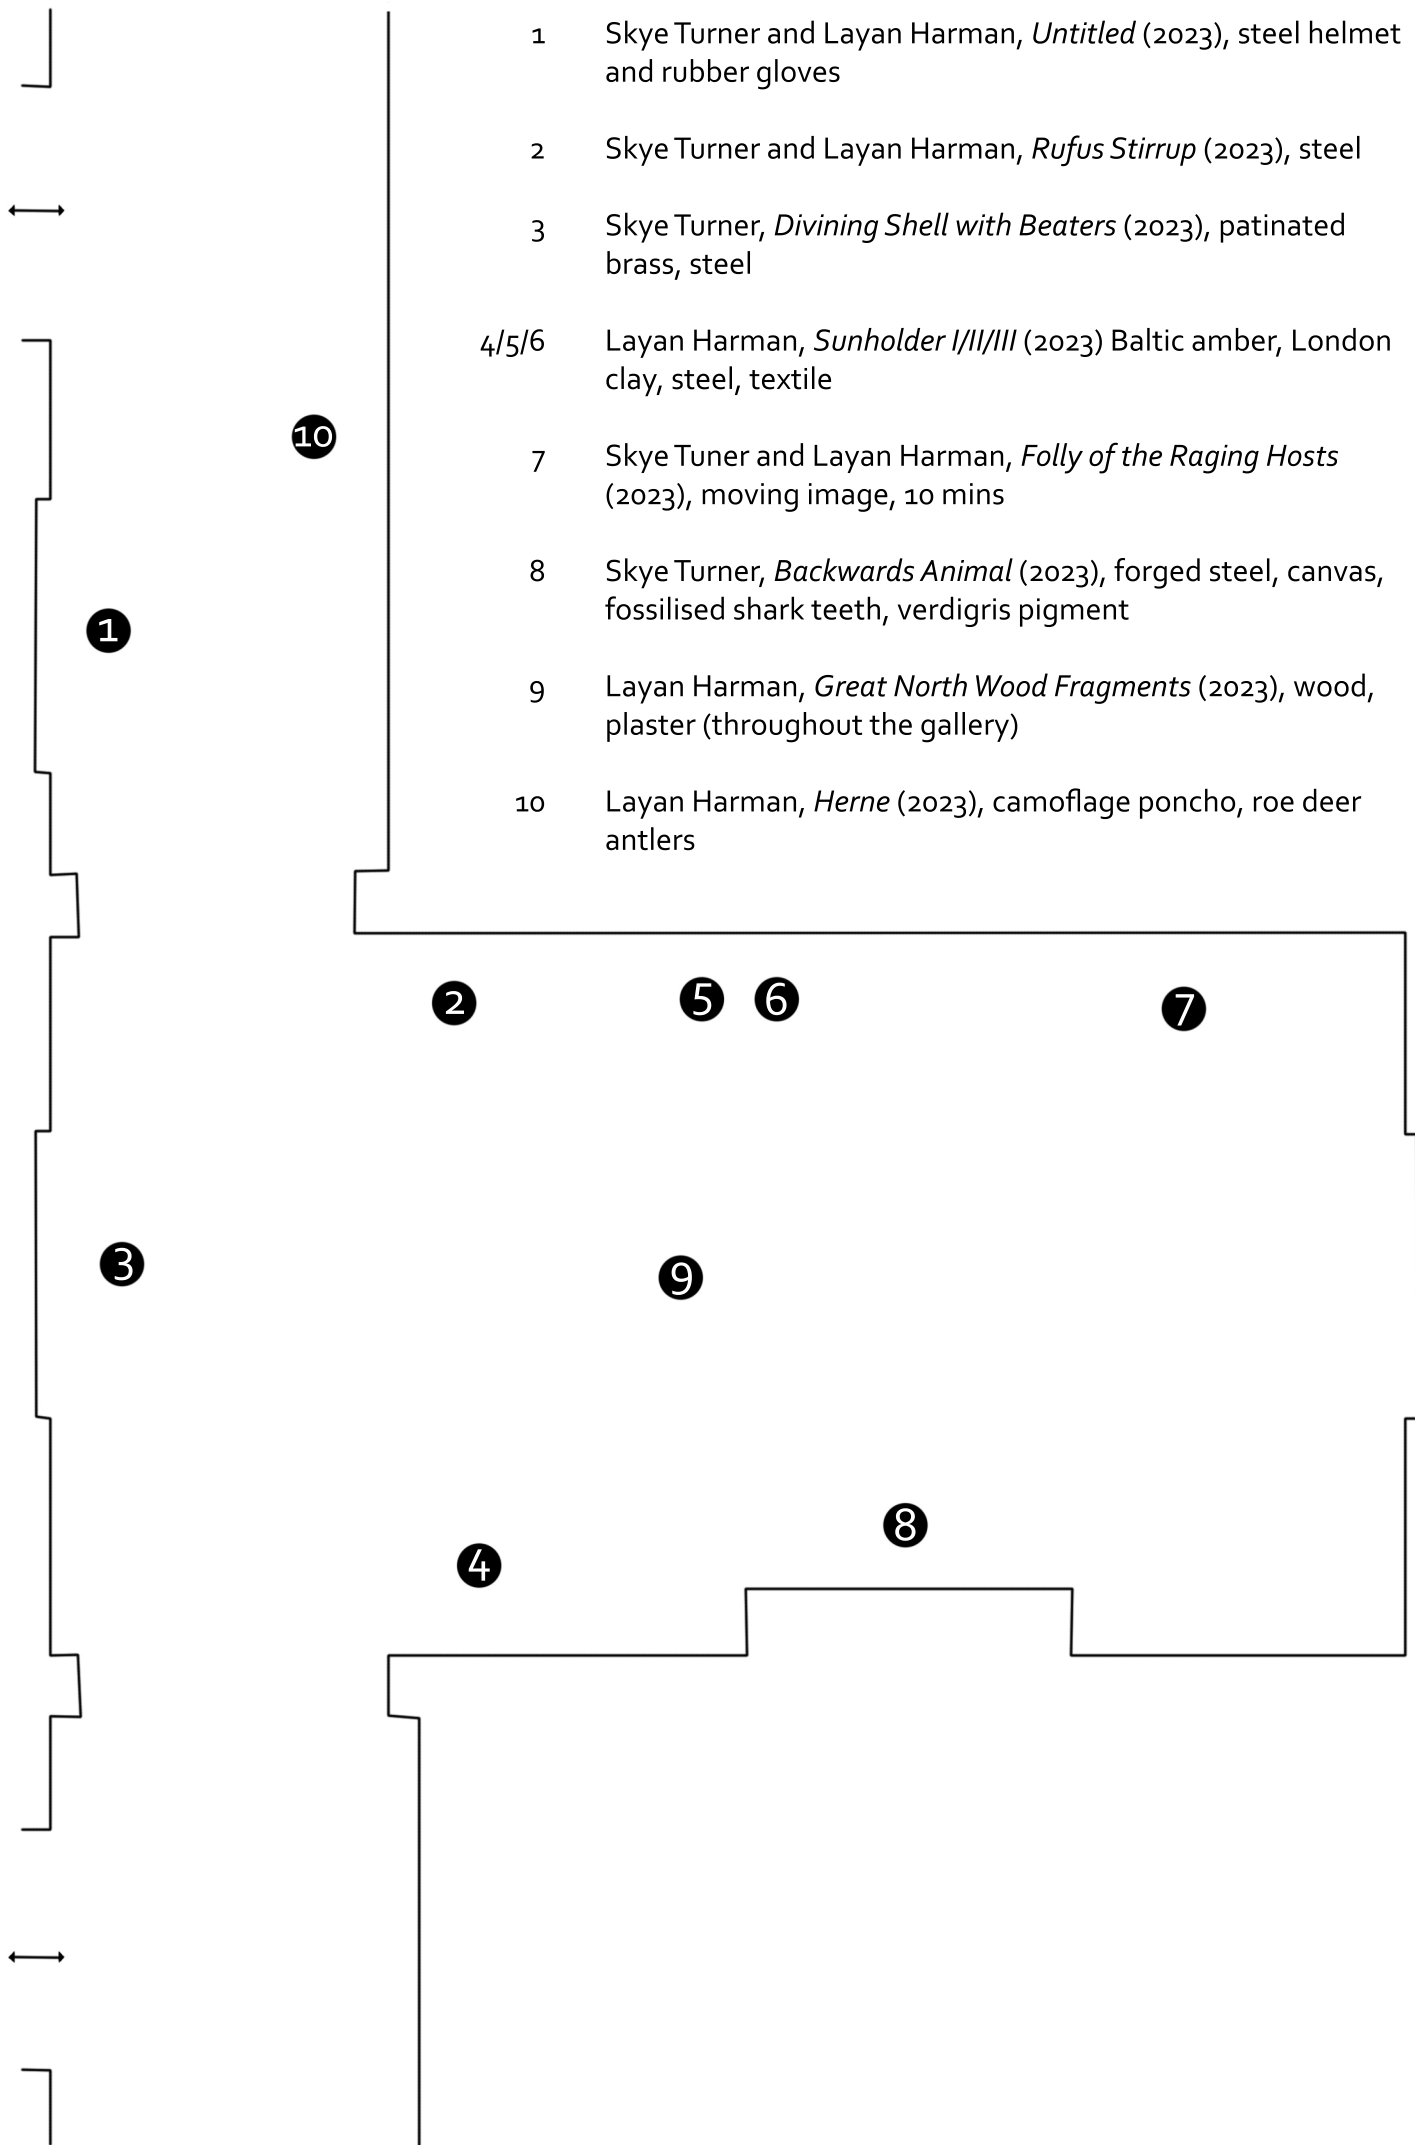 1 Skye Turner and Layan Harman, Untitled (2023), steel helmet
and rubber gloves
2 Skye Turner and Layan Harman, Rufus Stirrup (2023), steel
3 Skye Turner, Divining Shell with Beaters (2023), patinated
brass, steel
4/5/6 Layan Harman, Sunholder I/II/III (2023) Baltic amber, London
clay, steel, textile
7 Skye Tuner and Layan Harman, Folly of the Raging Hosts
(2023), moving image, 10 mins
8 Skye Turner, Backwards Animal (2023), forged steel, canvas,
fossilised shark teeth, verdigris pigment
9 Layan Harman, Great North Wood Fragments (2023), wood,
plaster (throughout the gallery)
10 Layan Harman, Herne (2023), camoflage poncho, roe deer
antlers
10
1
2
5
6
7
3
9
8
4